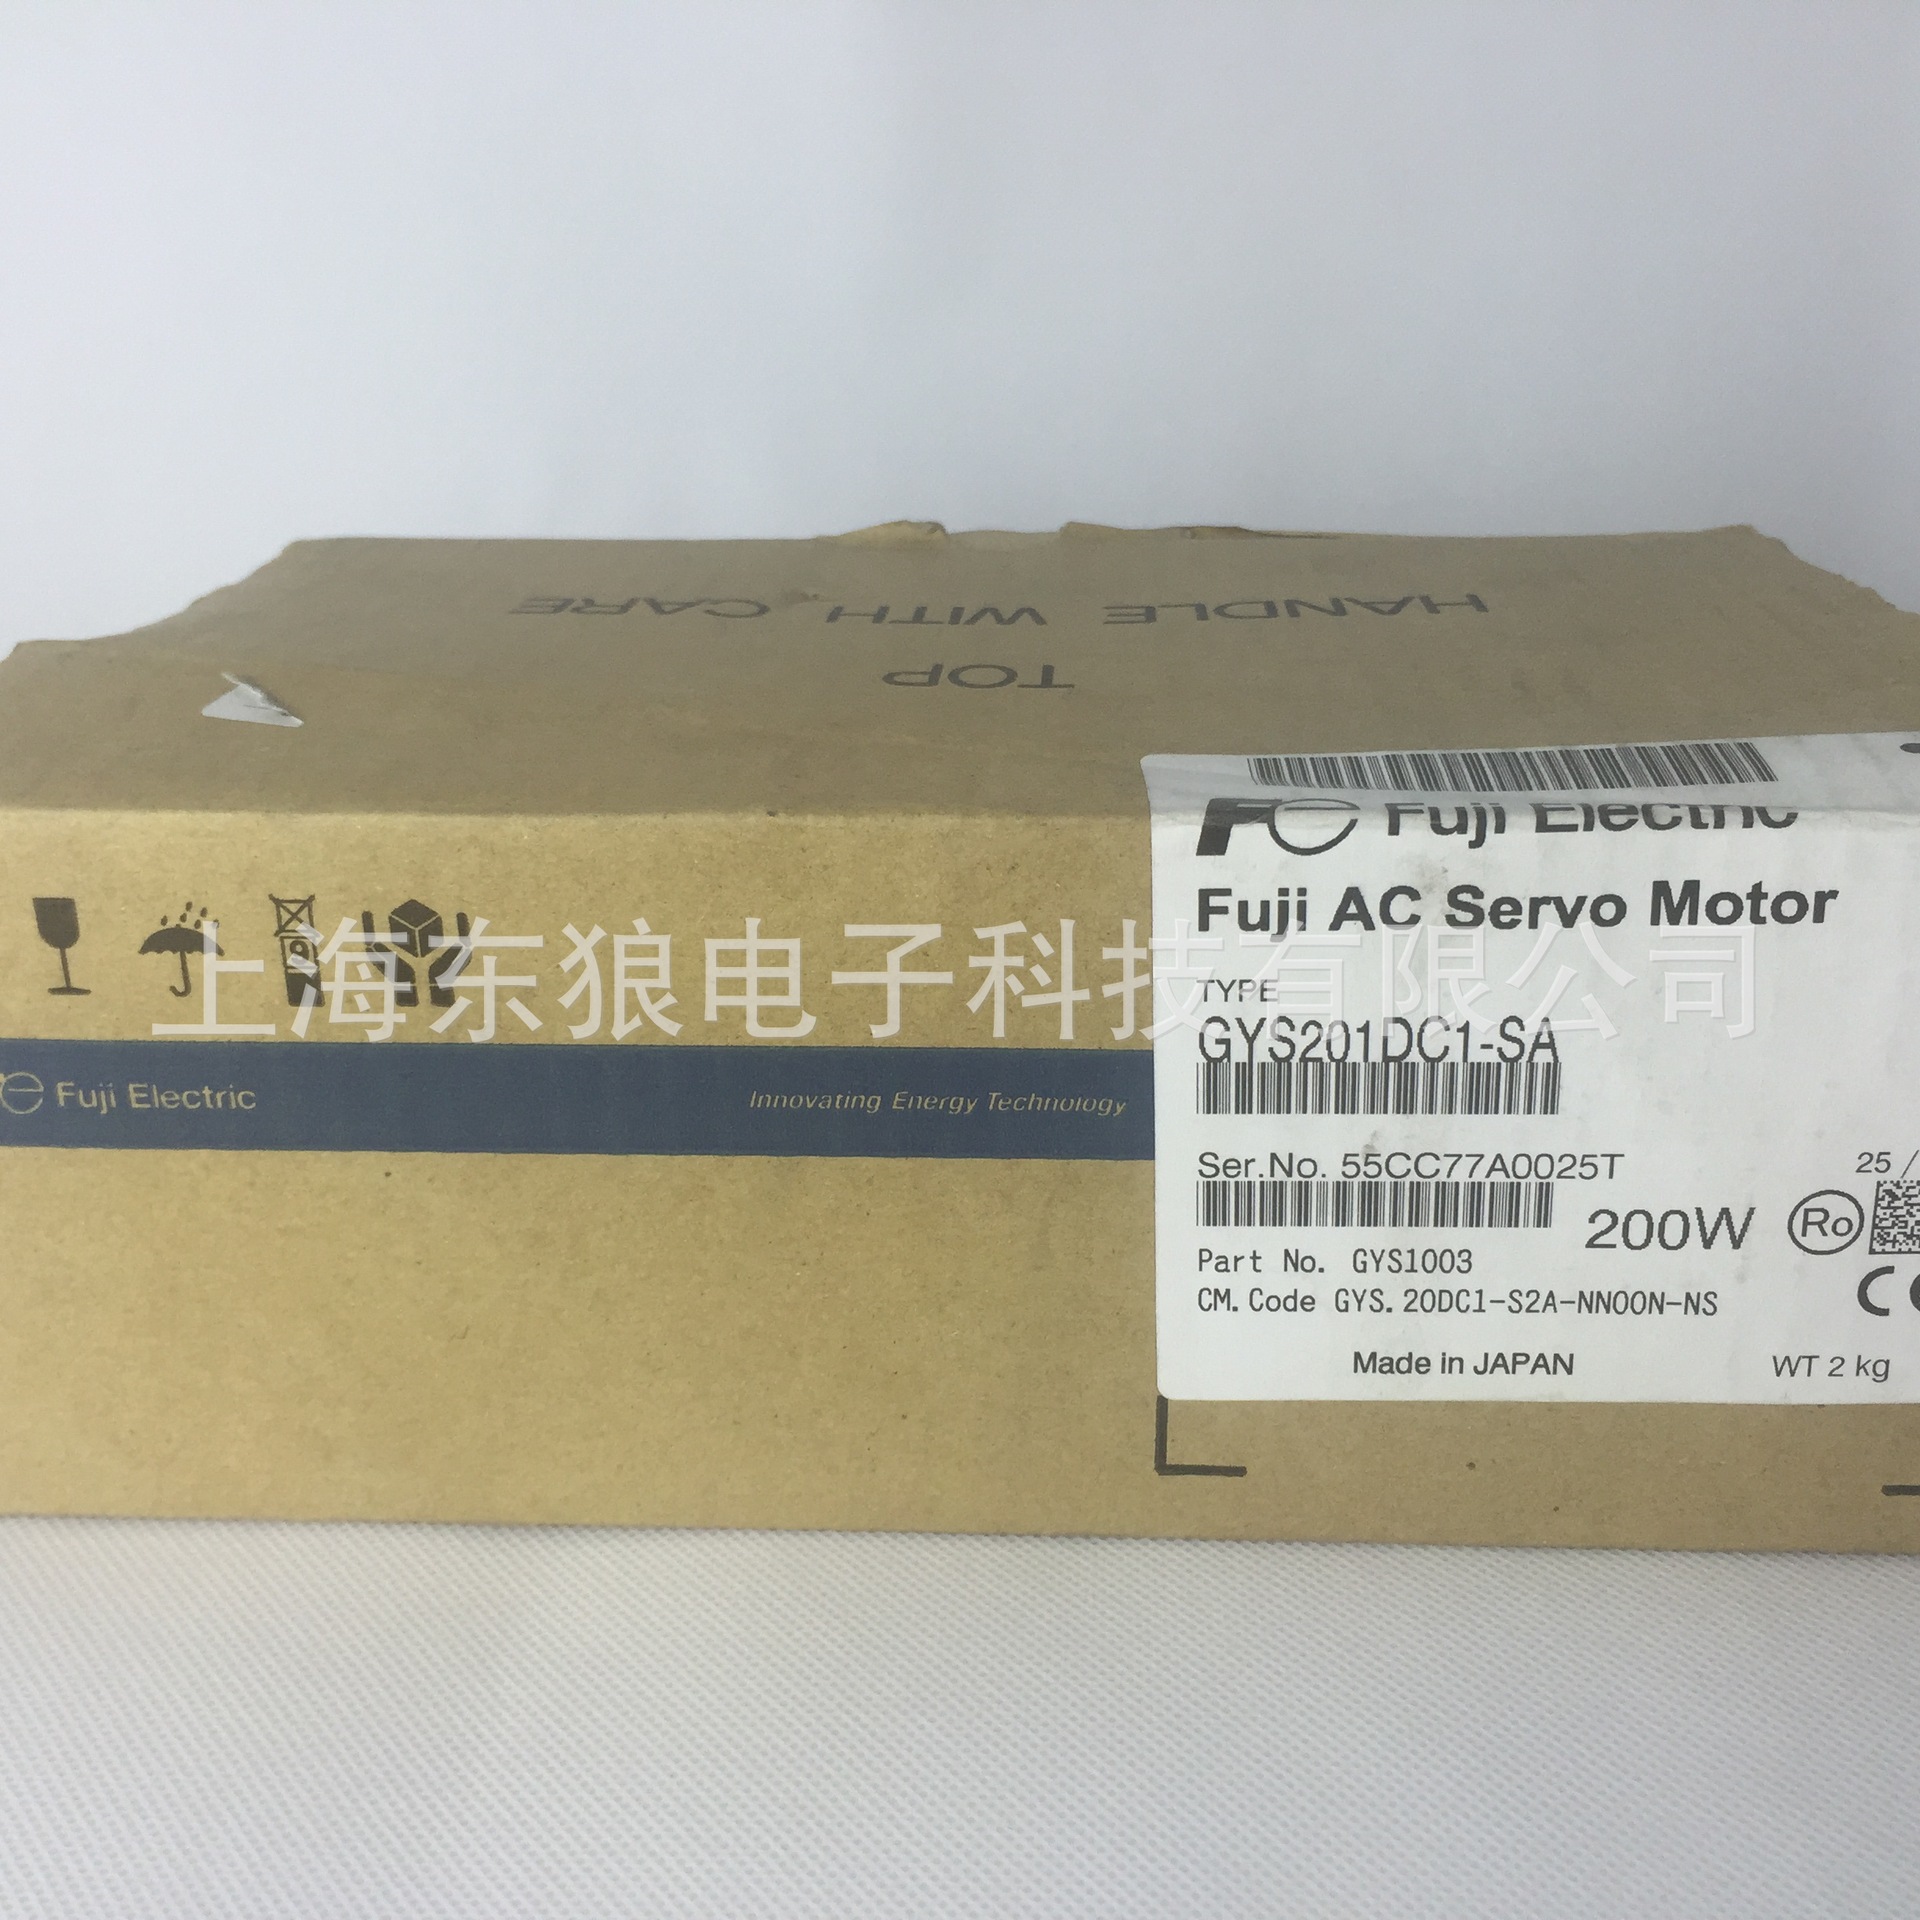 HANDLE WITH CARE
TOP
Fuji Electric
Fuji AC Servo Motor
上海东狼电子科技有限公司
TYPE
GYS201DC1-SA
Fuji Electric
Innovating Energy Technology
Ser.No. 55CC77A0025T
25 /
200W
Ro
Part No. GYS1003
CM.Code GYS.20DC1-S2A-NN00N-NS
Made in JAPAN
WT 2 kg